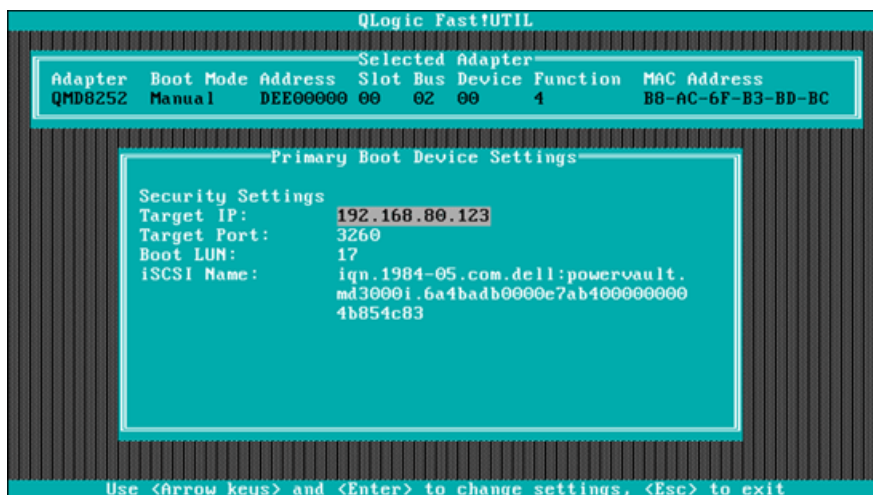 QLogic Fast!UTIL
Selected Adapter
Adapter Boot Mode Address Slot Bus Device Function MAC Address
QMD8252 Manual DEE00000 00 02 00 4 B8-AC-6F-B3-BD-BC
Primary Boot Device Settings
Security Settings
Target IP: 192.168.80.123
Target Port: 3260
Boot LUN: 17
iSCSI Name: iqn.1984-05.com.dell:powervault.
md3000i.6a4badb0000e7ab400000000
4b854c83
Use <Arrow keys> and <Enter> to change settings, <Esc> to exit